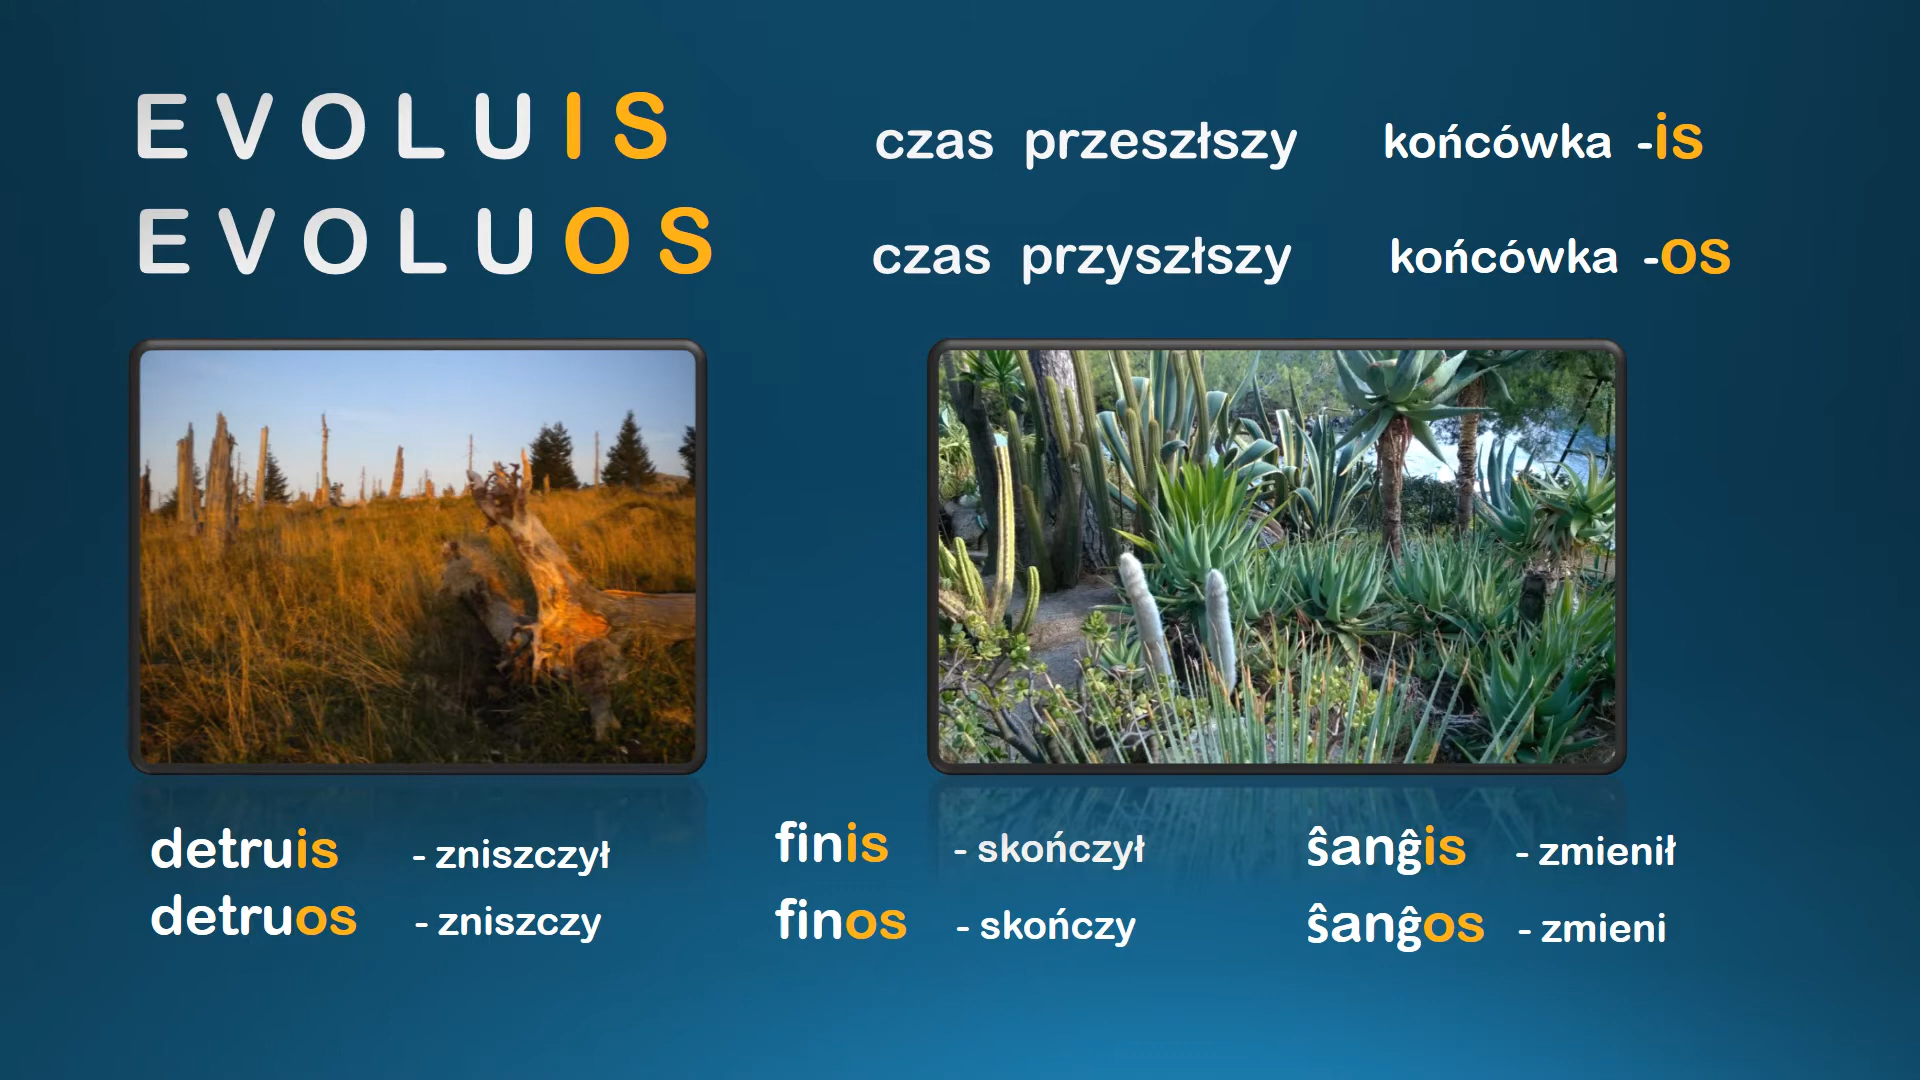 EVOLUIS czas przeszłszy końcówka -is
EVOLUOS czas przyszłszy końcówka -os
detruis - zniszczył finis - skończył ŝanĝis - zmienił
detruos - zniszczy finos - skończy ŝanĝos - zmieni